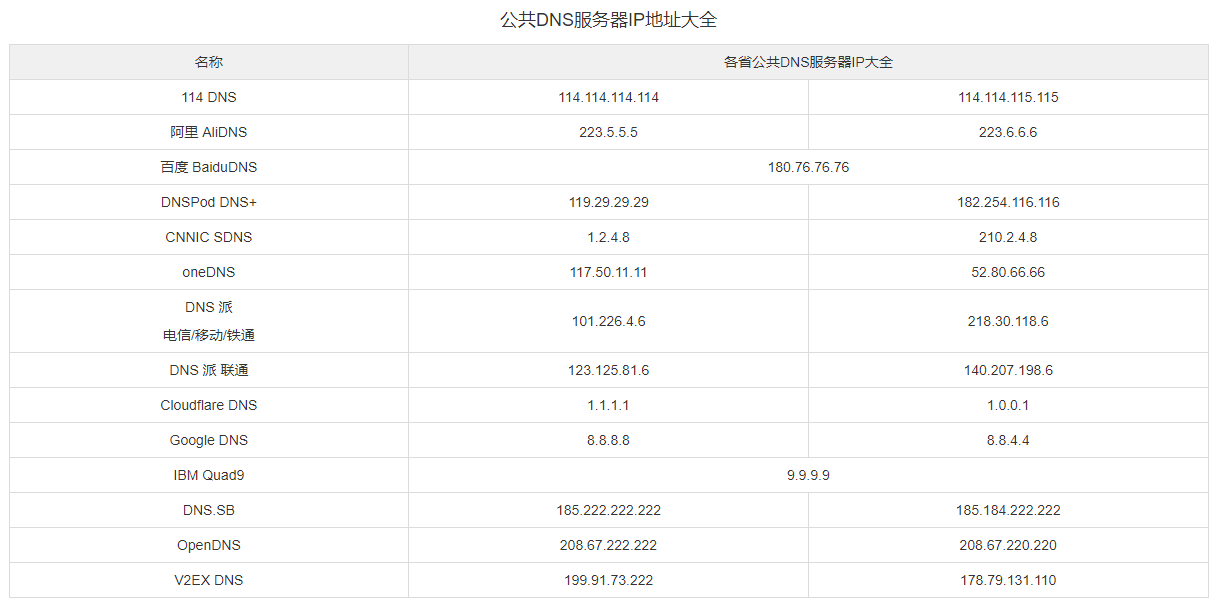 公共DNS服务器IP地址大全
名称 各省公共DNS服务器IP大全
114 DNS 114.114.114.114 114.114.115.115
阿里 AliDNS 223.5.5.5 223.6.6.6
百度 BaiduDNS 180.76.76.76
DNSPod DNS+ 119.29.29.29 182.254.116.116
CNNIC SDNS 1.2.4.8 210.2.4.8
oneDNS 117.50.11.11 52.80.66.66
DNS 派
电信/移动/铁通 101.226.4.6 218.30.118.6
DNS 派 联通 123.125.81.6 140.207.198.6
Cloudflare DNS 1.1.1.1 1.0.0.1
Google DNS 8.8.8.8 8.8.4.4
IBM Quad9 9.9.9.9
DNS.SB 185.222.222.222 185.184.222.222
OpenDNS 208.67.222.222 208.67.220.220
V2EX DNS 199.91.73.222 178.79.131.110